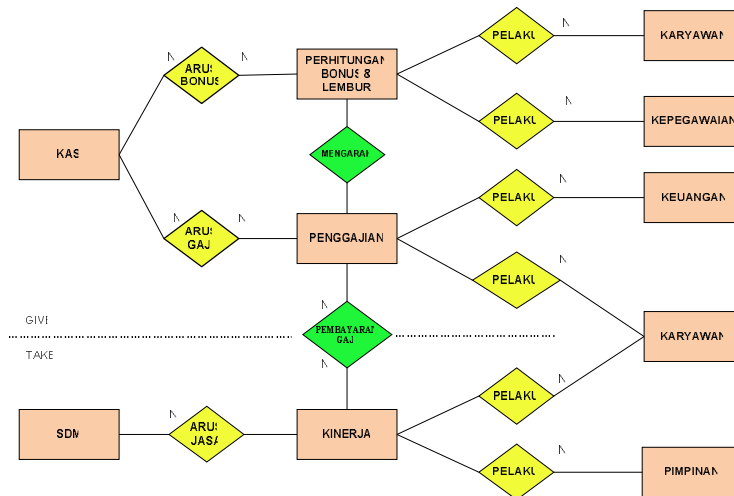 N
PELAKU
KARYAWAN
N
N
ARUS
BONUS
PERHITUNGAN
BONUS &
LEMBUR
N
PELAKU
KEPEGAWAIAN
KAS
MENGARAH
N
PELAKU
KEUANGAN
N
N
ARUS
GAJI
PENGGAJIAN
N
PELAKU
N
GIVE
PEMBAYARAN
GAJI
KARYAWAN
TAKE
N
N
PELAKU
N
SDM
ARUS
JASA
KINERJA
N
PELAKU
PIMPINAN